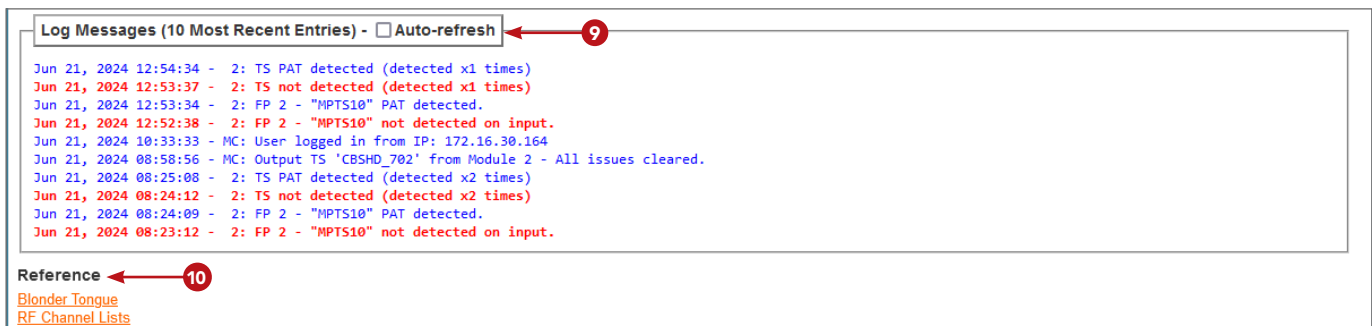 Log Messages (10 Most Recent Entries) - Auto-refresh
9
Jun 21, 2024 12:54:34 - 2: TS PAT detected (detected x1 times)
Jun 21, 2024 12:53:37 - 2: TS not detected (detected x1 times)
Jun 21, 2024 12:53:34 - 2: FP 2 - "MPTS10" PAT detected.
Jun 21, 2024 12:52:38 - 2: FP 2 - "MPTS10" not detected on input.
Jun 21, 2024 10:33:33 - MC: User logged in from IP: 172.16.30.164
Jun 21, 2024 08:58:56 - MC: Output TS 'CBSHD_702' from Module 2 - All issues cleared.
Jun 21, 2024 08:25:08 - 2: TS PAT detected (detected x2 times)
Jun 21, 2024 08:24:12 - 2: TS not detected (detected x2 times)
Jun 21, 2024 08:24:09 - 2: FP 2 - "MPTS10" PAT detected.
Jun 21, 2024 08:23:12 - 2: FP 2 - "MPTS10" not detected on input.
Reference
10
Blonder Tongue
RF Channel Lists